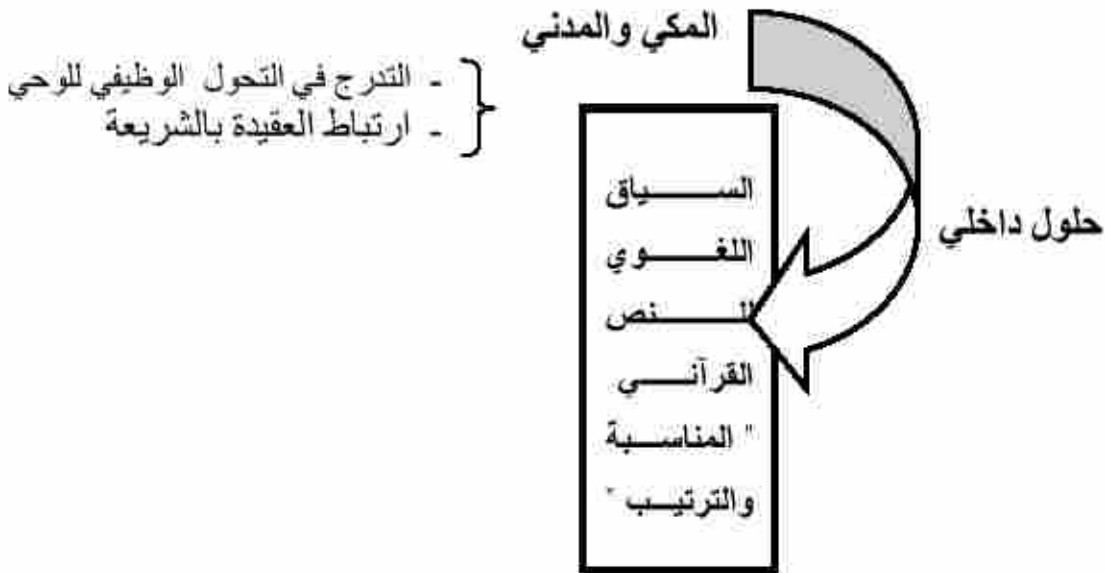 المكي والمدني
- التدرج في التحول الوظيفي للوحي
- ارتباط العقيدة بالشريعة
السياق
اللغوي
للنص
القرآني
" المناسبة
والترتيب "
حلول داخلي